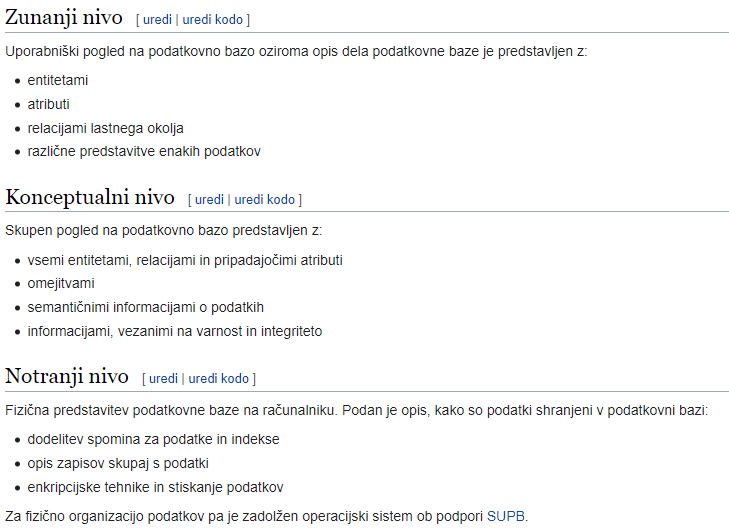 Zunanji nivo [ uredi | uredi kodo ]
Uporabniški pogled na podatkovno bazo oziroma opis dela podatkovne baze je predstavljen z:
• entitetami
• atributi
• relacijami lastnega okolja
• različne predstavitve enakih podatkov
Konceptualni nivo [ uredi | uredi kodo ]
Skupen pogled na podatkovno bazo predstavljen z:
• vsemi entitetami, relacijami in pripadajočimi atributi
• omejitvami
• semantičnimi informacijami o podatkih
• informacijami, vezanimi na varnost in integriteto
Notranji nivo [ uredi | uredi kodo ]
Fizična predstavitev podatkovne baze na računalniku. Podan je opis, kako so podatki shranjeni v podatkovni bazi:
• dodelitev spomina za podatke in indekse
• opis zapisov skupaj s podatki
• enkripcijske tehnike in stiskanje podatkov
Za fizično organizacijo podatkov pa je zadolžen operacijski sistem ob podpori SUPB.